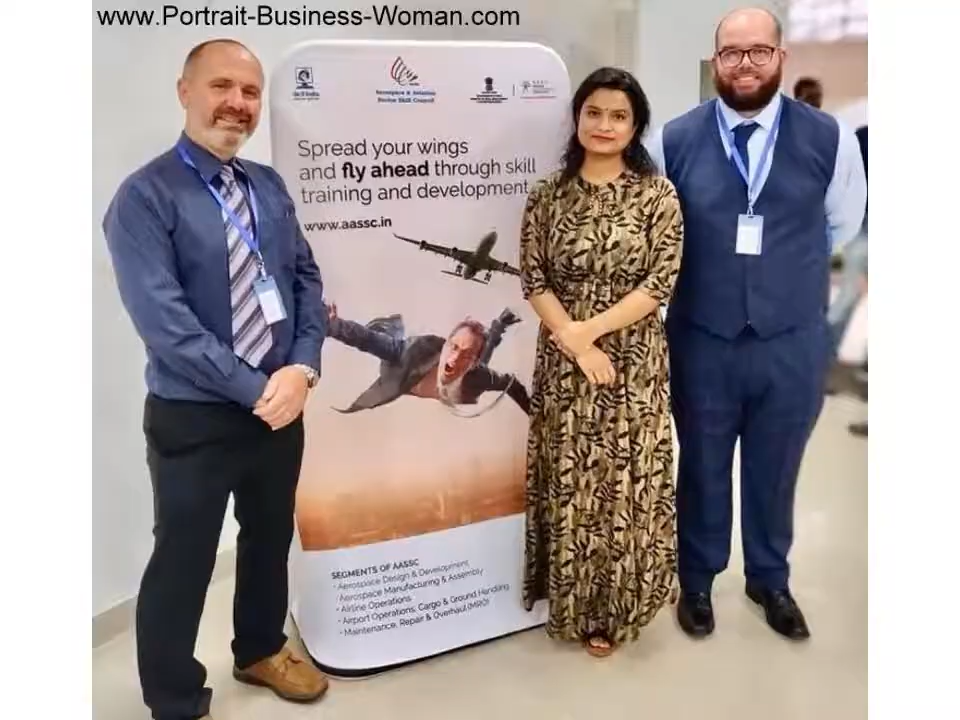 www.Portrait-Business-Woman.com
Aerospace & Aviation
Sector Skill Council
Spread your wings
and fly ahead through skill
training and development
www.aassc.in
SEGMENTS OF AASSC
• Aerospace Design & Development
• Aerospace Manufacturing & Assembly
• Airline Operations
• Airport Operations, Cargo & Ground Handling
• Maintenance, Repair & Overhaul (MRO)